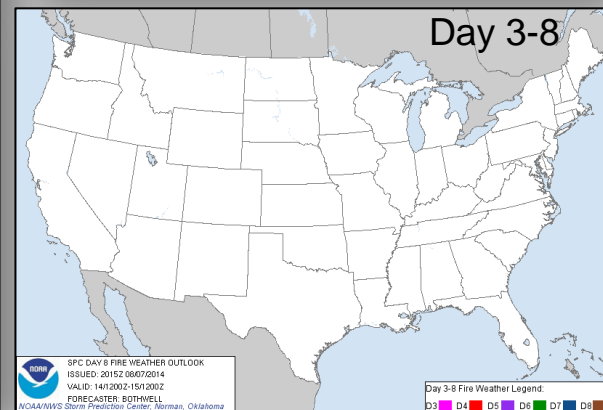 Day 3-8
NOAA
SPC DAY 8 FIRE WEATHER OUTLOOK
ISSUED: 2015Z 08/07/2014
VALID: 14/1200Z-15/1200Z
FORECASTER: BOTHWELL
NOAA/NWS Storm Prediction Center, Norman, Oklahoma
Day 3-8 Fire Weather Legend:
D3 D4 D5 D6 D7 D8